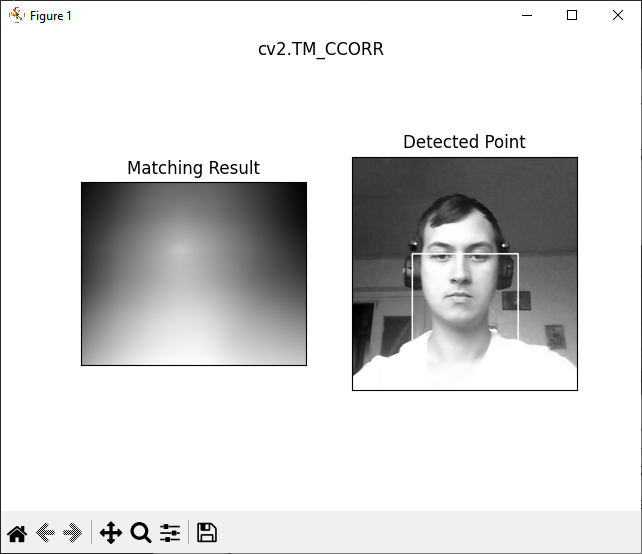 Figure 1
cv2.TM_CCORR
Detected Point
Matching Result